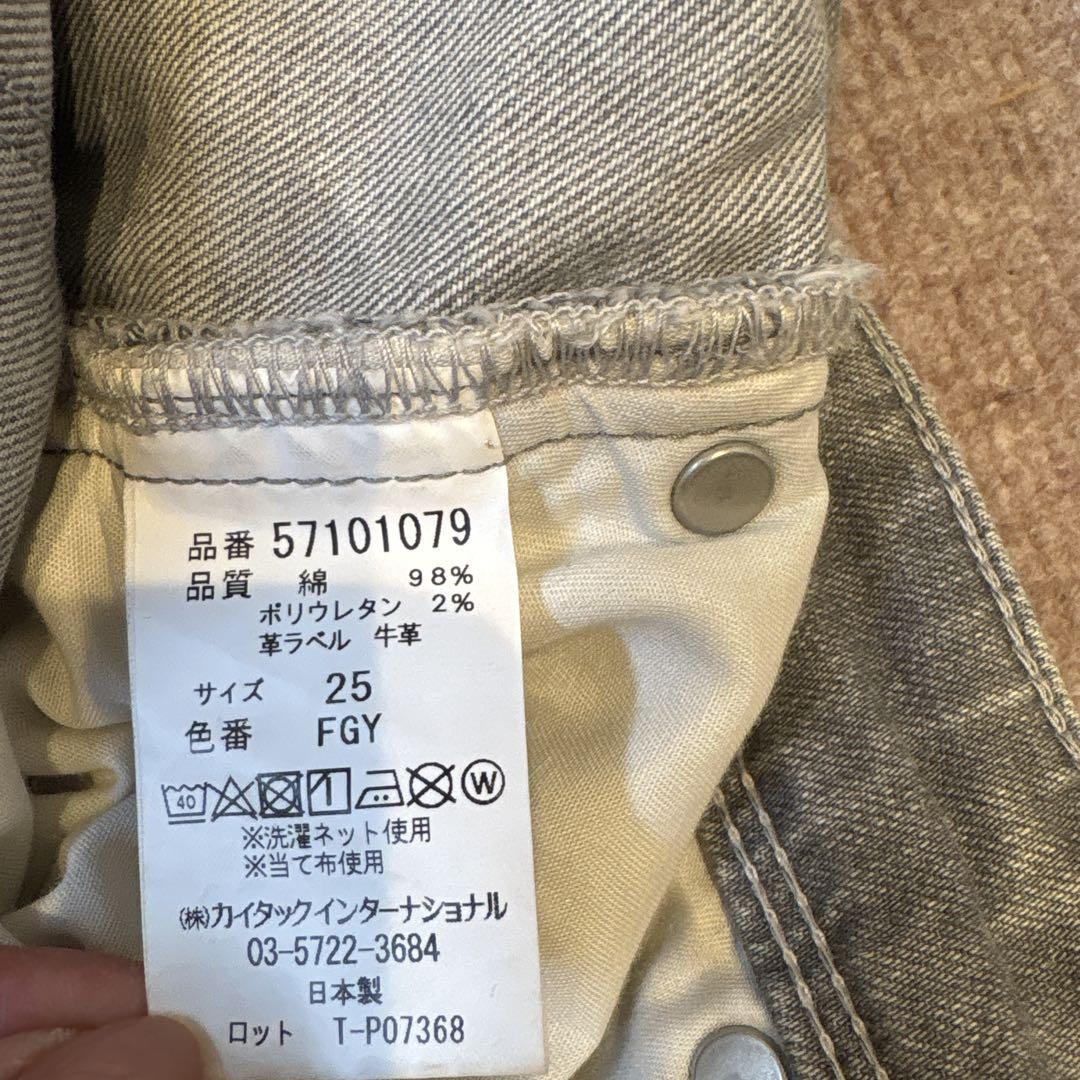 品番 57101079
品質 綿 98%
ポリウレタン 2%
革ラベル 牛革
サイズ 25
色番 FGY
40 W
※洗濯ネット使用
※当て布使用
(株)カイタックインターナショナル
03-5722-3684
日本製
ロット T-P07368